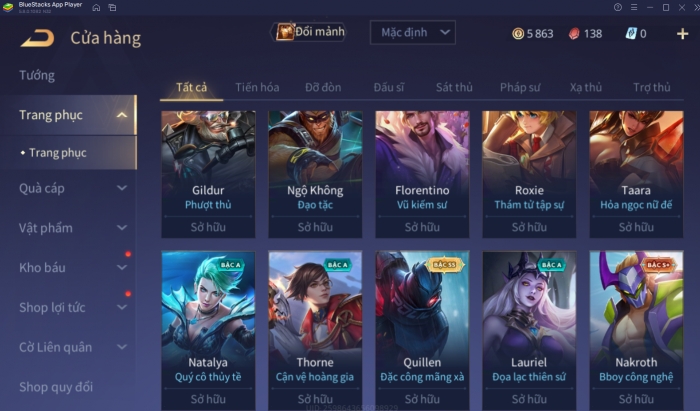 BlueStacks App Player
Cửa hàng
Đổi mảnh
Mặc định
5 863
138
0
Tướng
Trang phục
Trang phục
Quà cáp
Vật phẩm
Kho báu
Shop lợi tức
Cờ Liên quân
Shop quy đổi
Tất cả
Tiến hóa
Đỡ đòn
Đấu sĩ
Sát thủ
Pháp sư
Xạ thủ
Trợ thủ
Gildur
Phượt thủ
Sở hữu
Ngộ Không
Đạo tặc
Sở hữu
Florentino
Vũ kiếm sư
Sở hữu
Roxie
Thám tử tập sự
Sở hữu
Taara
Hỏa ngọc nữ đế
Sở hữu
BẬC A
Natalya
Quý cô thủy tề
Sở hữu
BẬC A
Thorne
Cận vệ hoàng gia
Sở hữu
BẬC SS
Quillen
Đặc công mãng xà
Sở hữu
BẬC A
Lauriel
Đọa lạc thiên sứ
Sở hữu
BẬC S+
Nakroth
Bboy công nghệ
Sở hữu